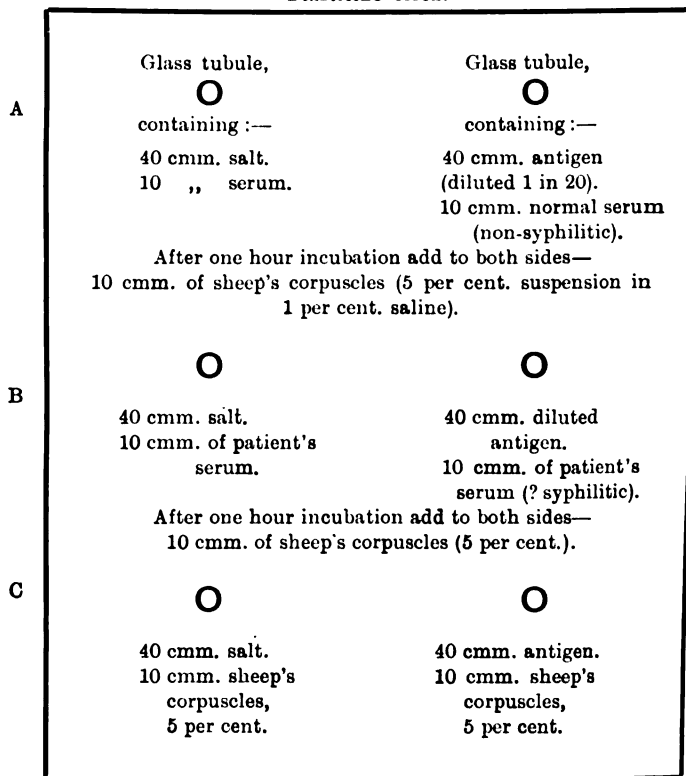 A
Glass tubule,
O
containing :—
40 cmm. salt.
10 ,, serum.
Glass tubule,
O
containing :—
40 cmm. antigen
(diluted 1 in 20).
10 cmm. normal serum
(non-syphilitic).
After one hour incubation add to both sides—
10 cmm. of sheep's corpuscles (5 per cent. suspension in
1 per cent. saline).
B
O
40 cmm. salt.
10 cmm. of patient's
serum.
O
40 cmm. diluted
antigen.
10 cmm. of patient's
serum (? syphilitic).
After one hour incubation add to both sides—
10 cmm. of sheep's corpuscles (5 per cent.).
C
O
40 cmm. salt.
10 cmm. sheep's
corpuscles,
5 per cent.
O
40 cmm. antigen.
10 cmm. sheep's
corpuscles,
5 per cent.